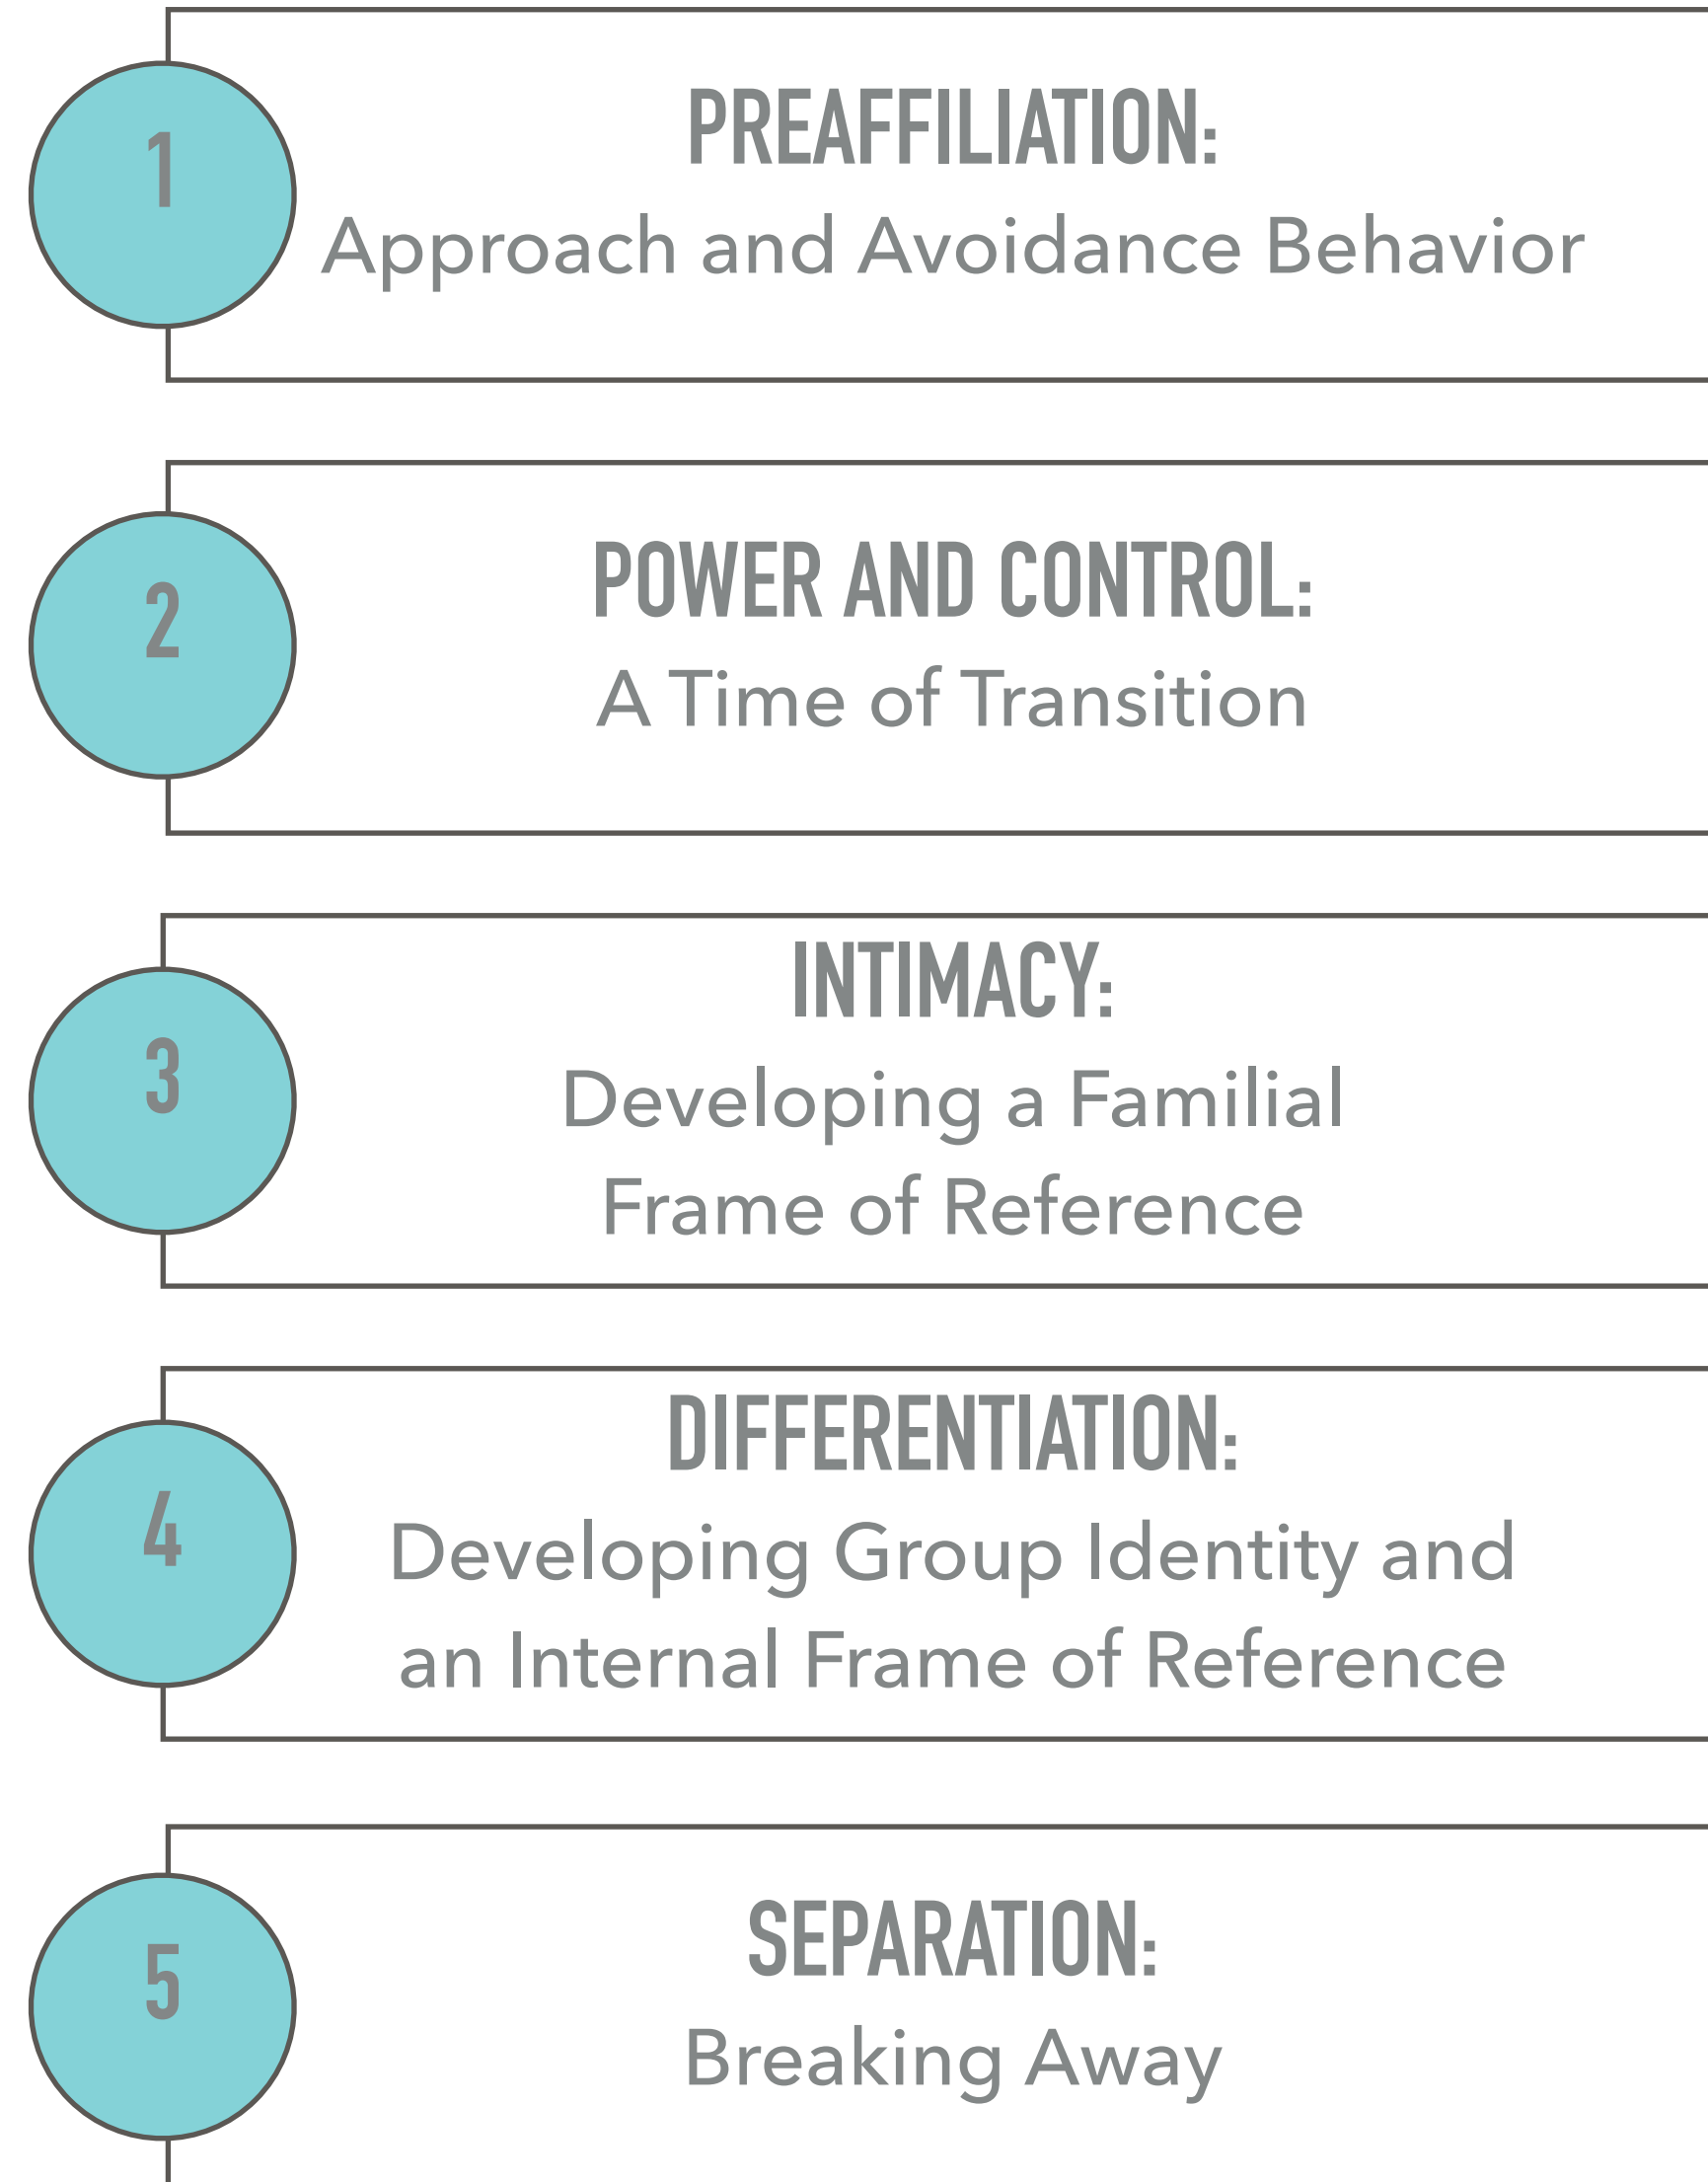 1
PREAFFILIATION:
Approach and Avoidance Behavior
2
POWER AND CONTROL:
A Time of Transition
3
INTIMACY:
Developing a Familial
Frame of Reference
4
DIFFERENTIATION:
Developing Group Identity and
an Internal Frame of Reference
5
SEPARATION:
Breaking Away